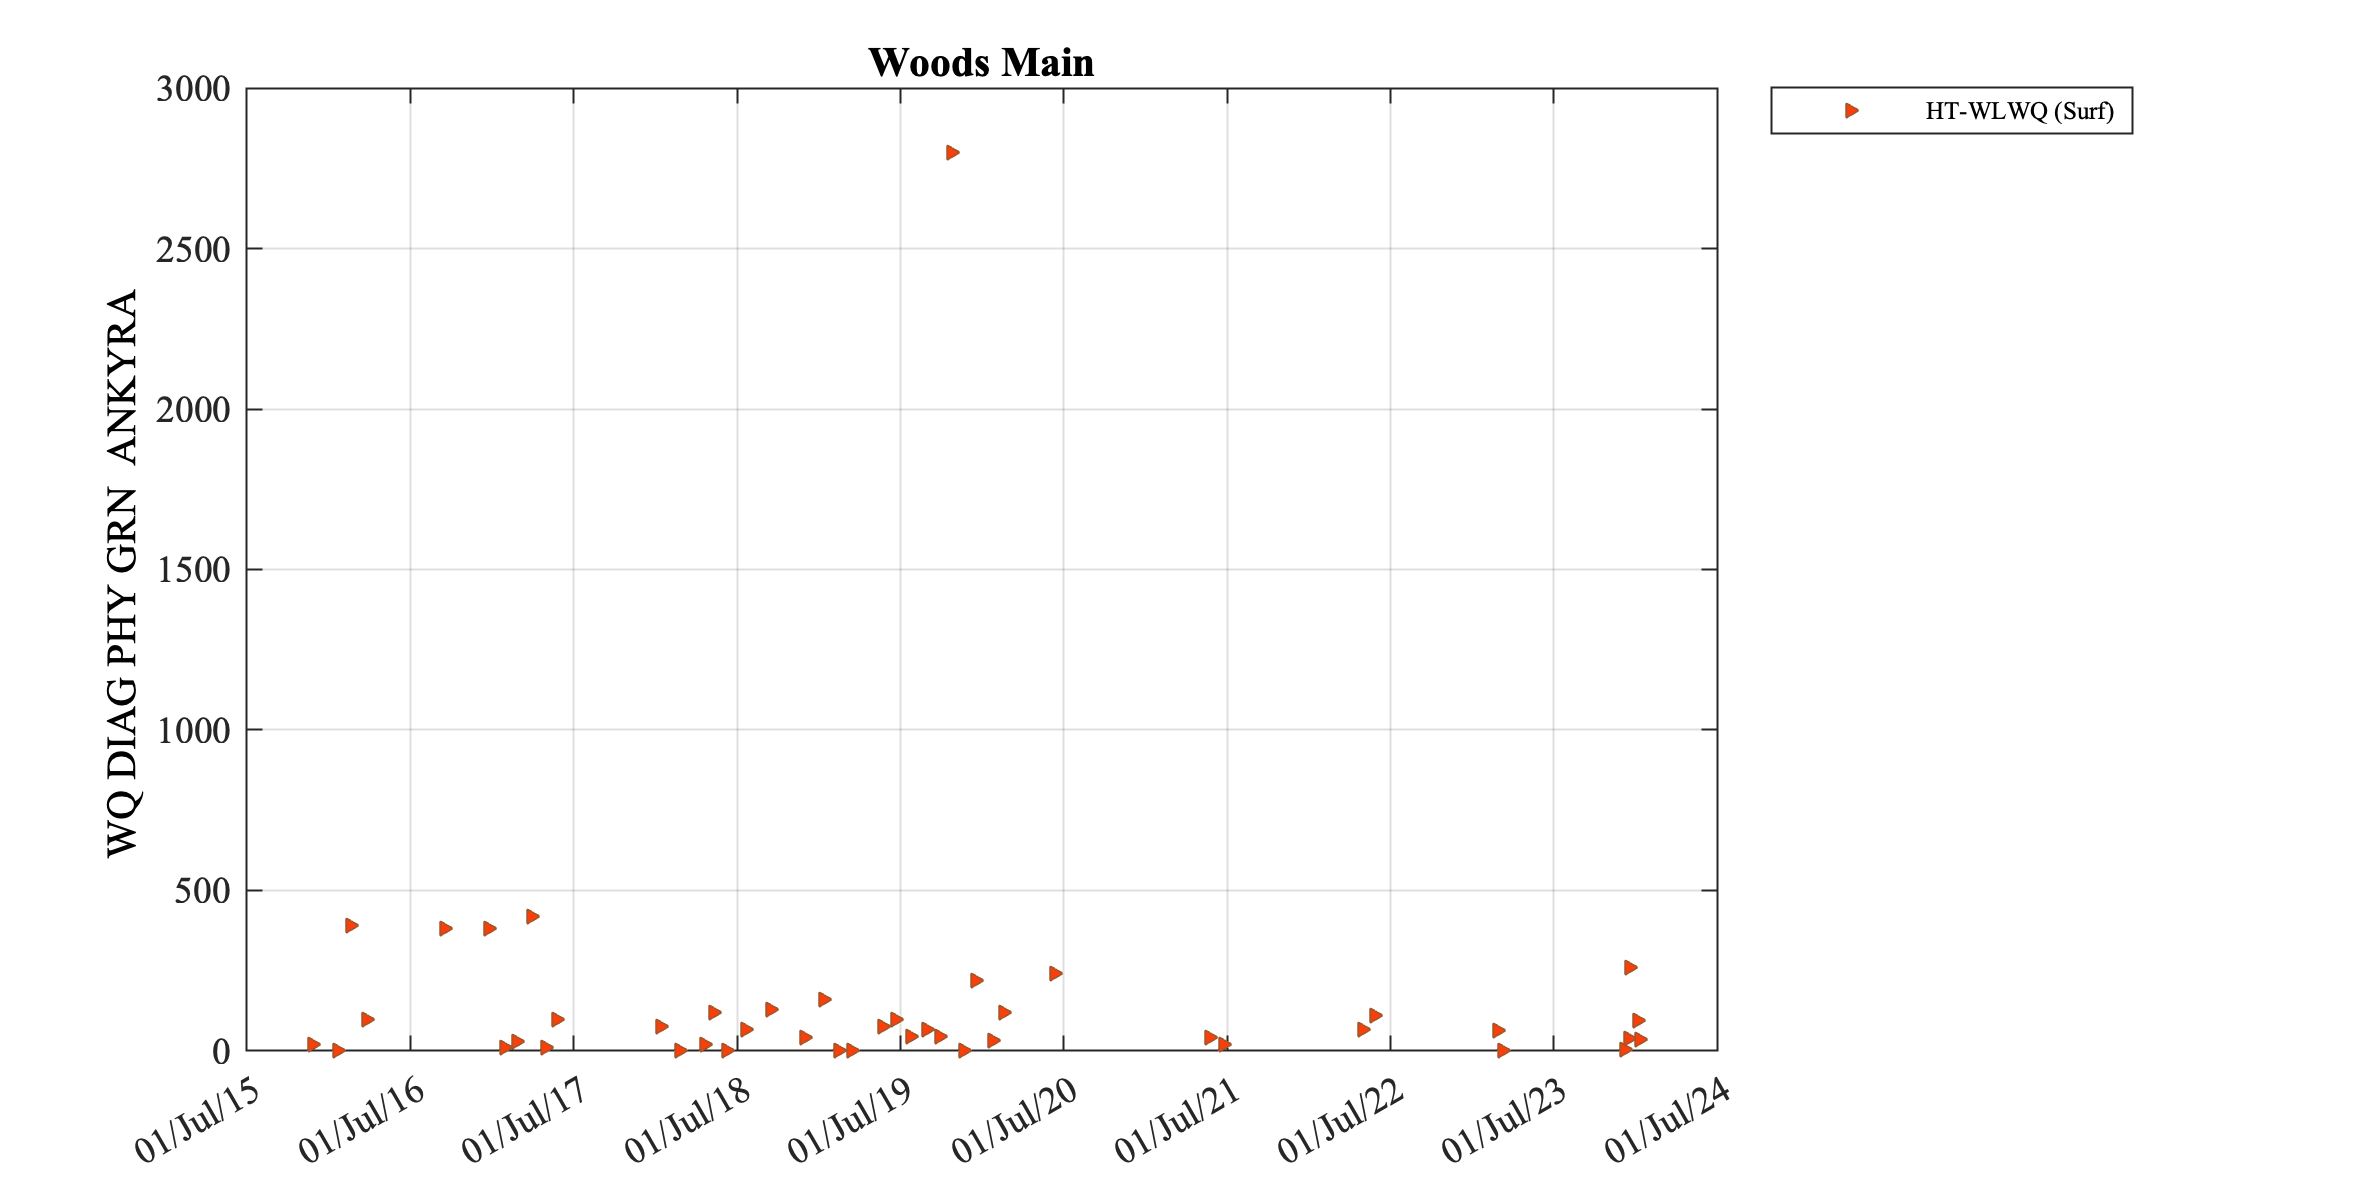 Woods Main
HT-WLWQ (Surf)
WQ DIAG PHY GRN ANKYRA
3000
2500
2000
1500
1000
500
0
01/Jul/15
01/Jul/16
01/Jul/17
01/Jul/18
01/Jul/19
01/Jul/20
01/Jul/21
01/Jul/22
01/Jul/23
01/Jul/24